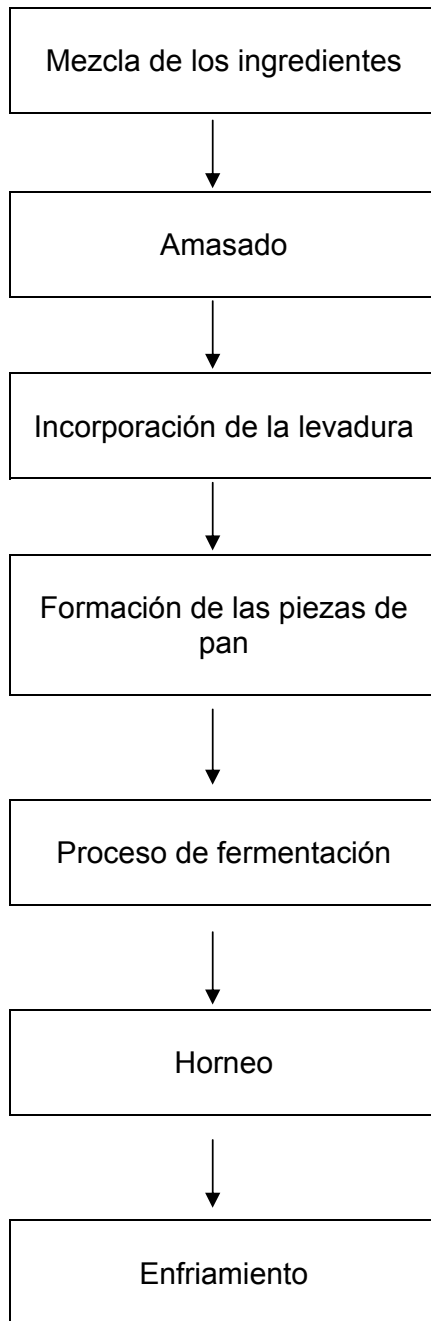 Mezcla de los ingredientes
Amasado
Incorporación de la levadura
Formación de las piezas de
pan
Proceso de fermentación
Horneo
Enfriamiento